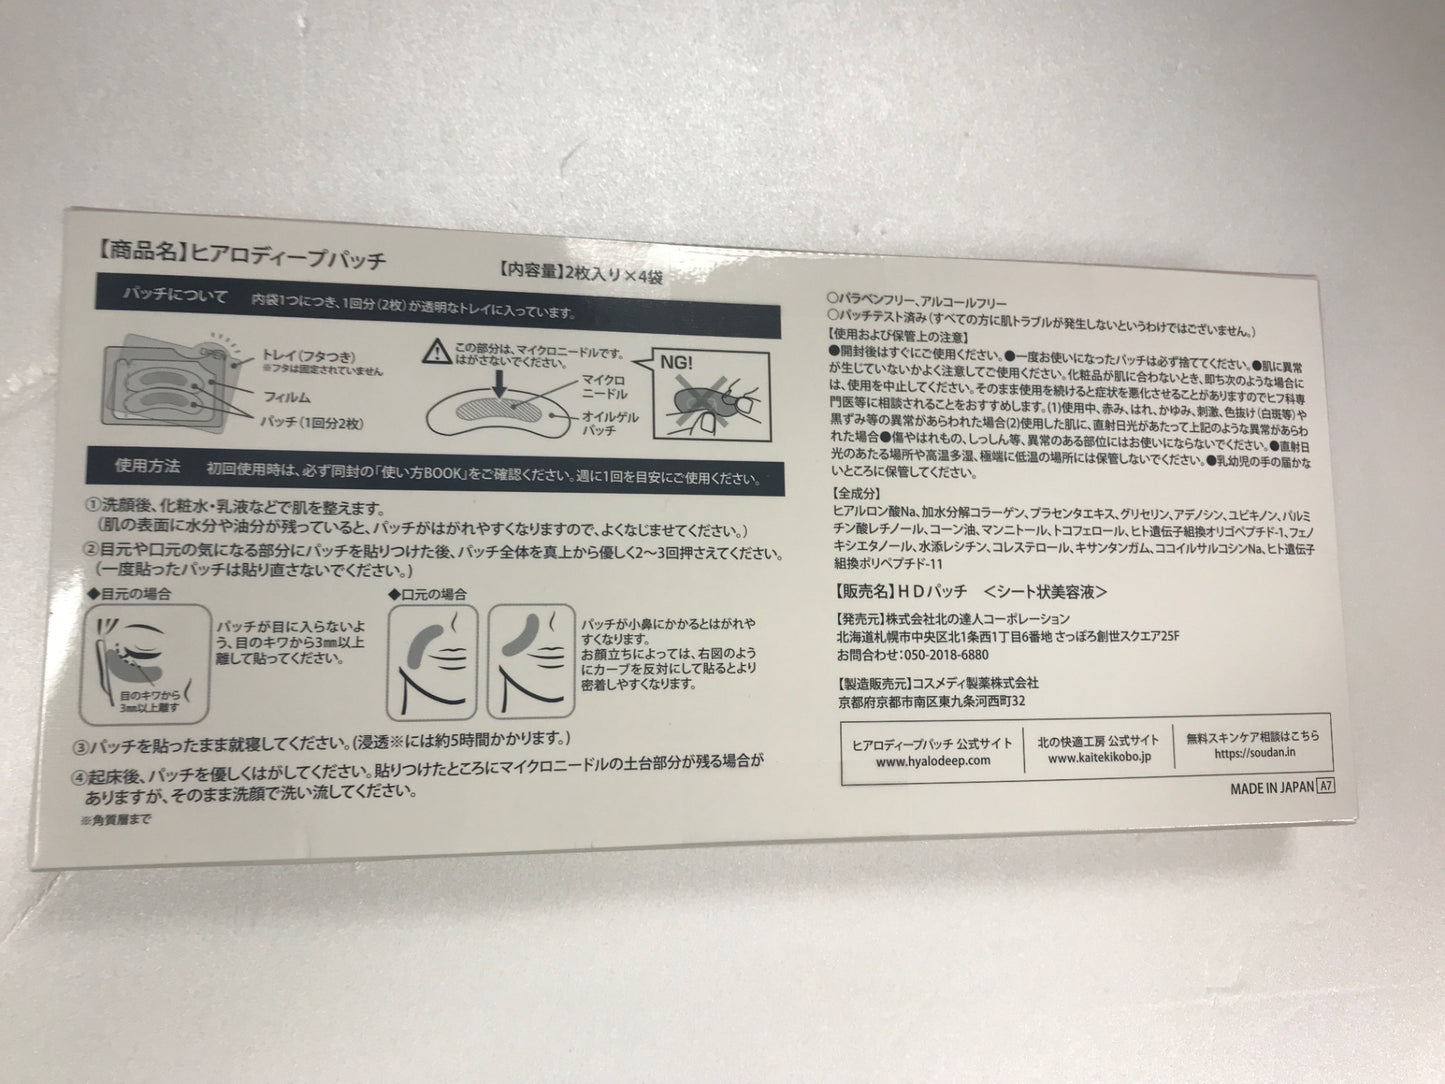 【商品名】ヒアロディープパッチ
【内容量】2枚入り×4袋
パッチについて 内袋1つにつき、1回分(2枚)が透明なトレイに入っています。
OPEN
トレイ(フタつき)
※フタは固定されていません
フィルム
パッチ(1回分2枚)
この部分は、マイクロニードルです。
はがさないでください。
マイクロ
ニードル
オイルゲル
パッチ
NG!
使用方法 初回使用時は、必ず同封の「使い方BOOK」をご確認ください。週に1回を目安にご使用ください。
①洗顔後、化粧水・乳液などで肌を整えます。
(肌の表面に水分や油分が残っていると、パッチがはがれやすくなりますので、よくなじませてください。)
②目元や口元の気になる部分にパッチを貼りつけた後、パッチ全体を真上から優しく2〜3回押さえてください。
(一度貼ったパッチは貼り直さないでください。)
◆目元の場合
目のキワから
3㎜以上離す
パッチが目に入らないよ
う、目のキワから3㎜以上
離して貼ってください。
◆口元の場合
パッチが小鼻にかかるとはがれや
すくなります。
お顔立ちによっては、右図のよう
にカーブを反対にして貼るとより
密着しやすくなります。
③パッチを貼ったまま就寝してください。(浸透※には約5時間かかります。)
④起床後、パッチを優しくはがしてください。貼りつけたところにマイクロニードルの土台部分が残る場合が
ありますが、そのまま洗顔で洗い流してください。
※角質層まで
○パラベンフリー、アルコールフリー
○パッチテスト済み(すべての方に肌トラブルが発生しないというわけではございません。)
【使用および保管上の注意】
●開封後はすぐにご使用ください。●一度お使いになったパッチは必ず捨ててください。●肌に異常
が生じていないかよく注意してご使用ください。化粧品が肌に合わないとき、即ち次のような場合に
は、使用を中止してください。そのまま使用を続けると症状を悪化させることがありますのでヒフ科専
門医等に相談されることをおすすめします。(1)使用中、赤み、はれ、かゆみ、刺激、色抜け(白斑等)や
黒ずみ等の異常があらわれた場合(2)使用した肌に、直射日光があたって上記のような異常があらわ
れた場合●傷やはれもの、しっしん等、異常のある部位にはお使いにならないでください。●直射日
光のあたる場所や高温多湿、極端に低温の場所には保管しないでください。●乳幼児の手の届かな
いところに保管してください。
【全成分】
ヒアルロン酸Na、加水分解コラーゲン、プラセンタエキス、グリセリン、アデノシン、ユビキノン、パルミ
チン酸レチノール、コーン油、マンニトール、トコフェロール、ヒト遺伝子組換オリゴペプチド-1、フェノ
キシエタノール、水添レシチン、コレステロール、キサンタンガム、ココイルサルコシンNa、ヒト遺伝子
組換ポリペプチド-11
【販売名】HDパッチ <シート状美容液>
【発売元】株式会社北の達人コーポレーション
北海道札幌市中央区北1条西1丁目6番地 さっぽろ創世スクエア25F
お問合わせ:050-2018-6880
【製造販売元】コスメディ製薬株式会社
京都府京都市南区東九条河西町32
ヒアロディープパッチ 公式サイト
www.hyalodeep.com
北の快適工房 公式サイト
www.kaitekikobo.jp
無料スキンケア相談はこちら
https://soudan.in
MADE IN JAPAN A7